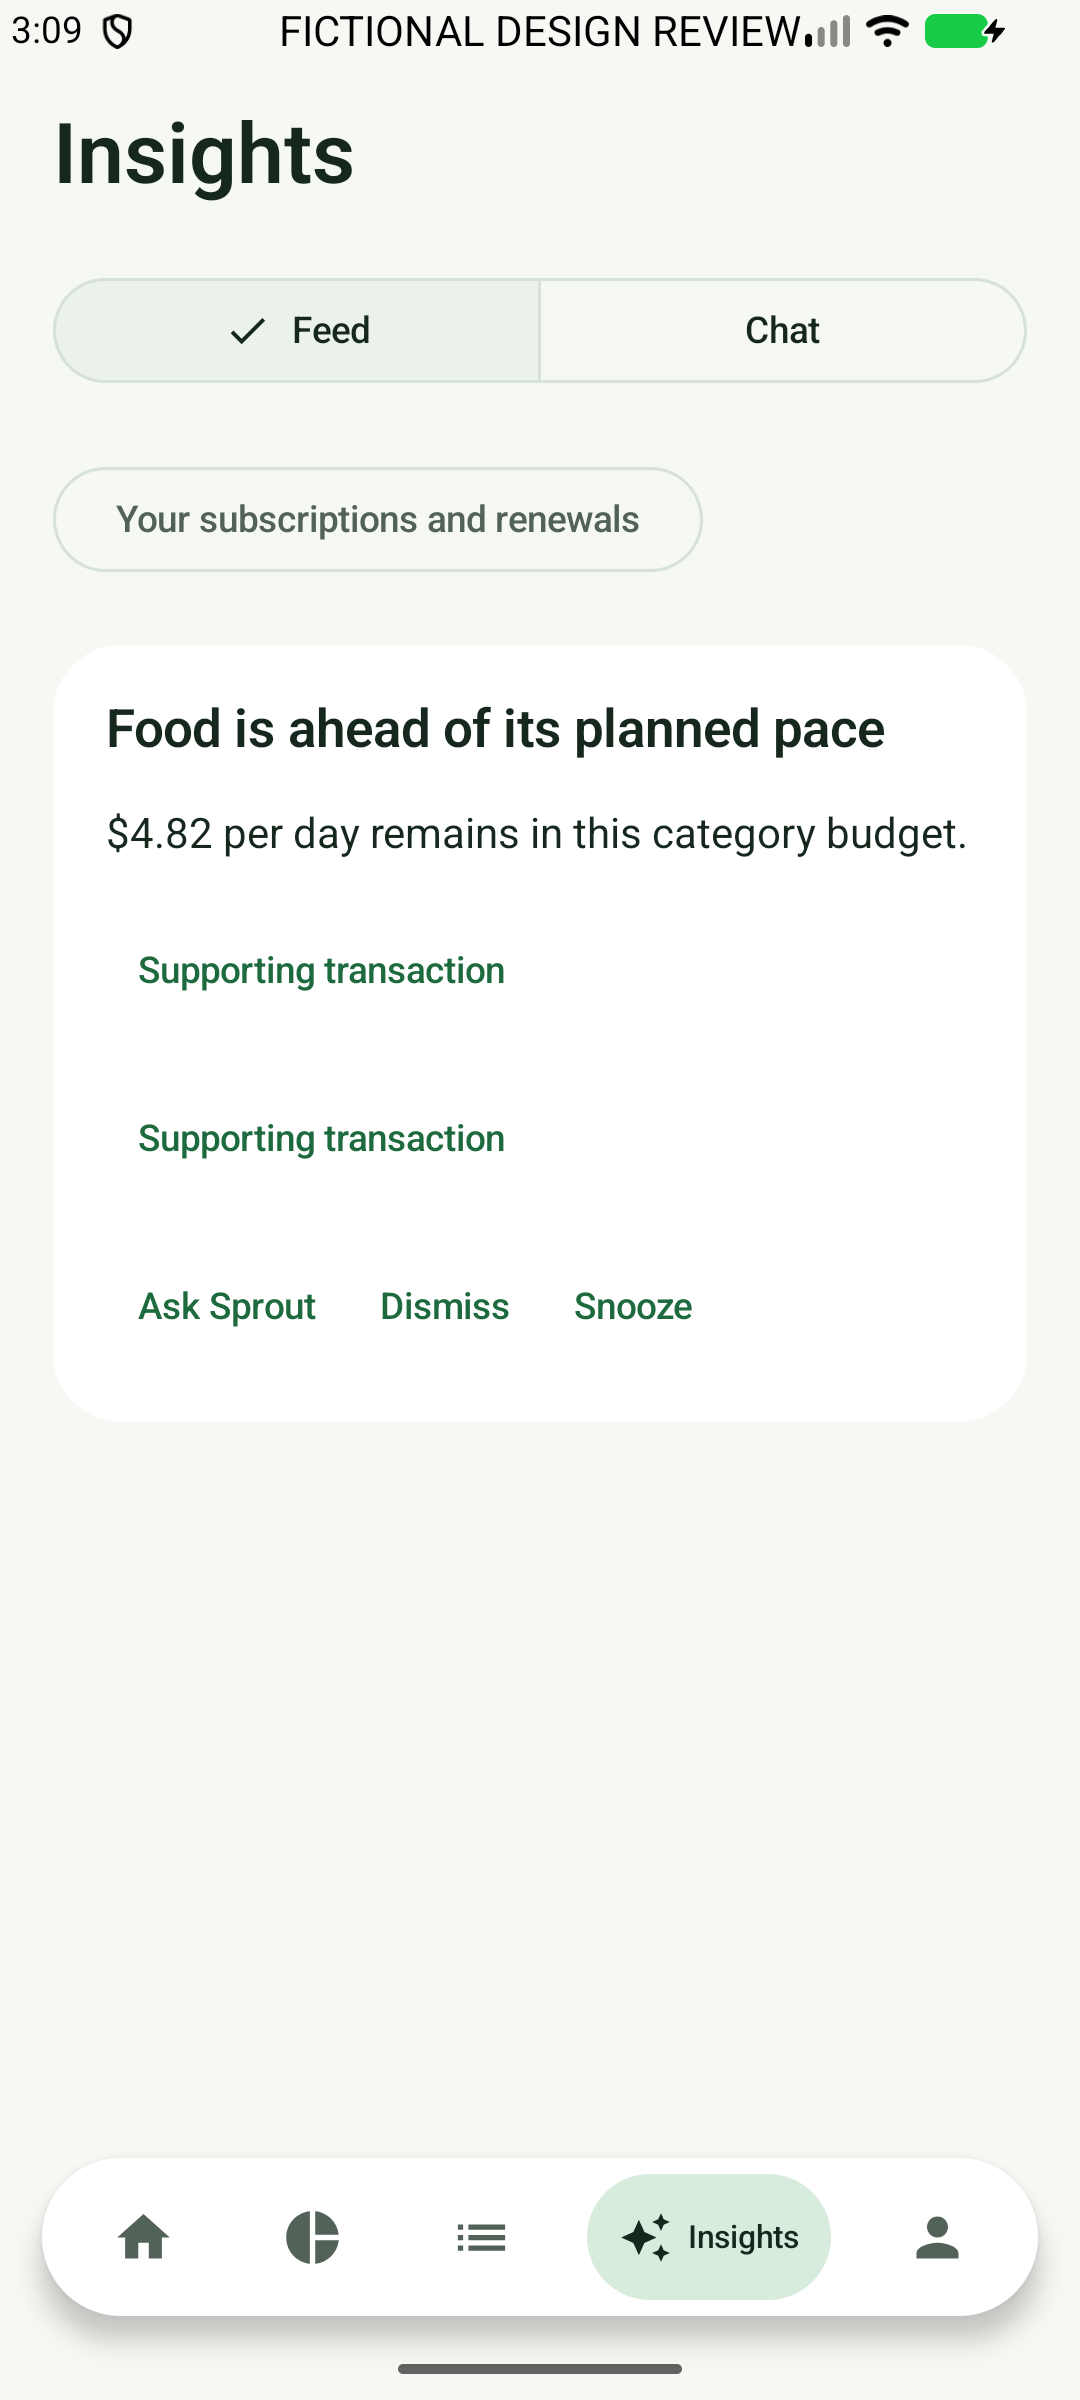 3:09 FICTIONAL DESIGN REVIEW
Insights
Feed Chat
Your subscriptions and renewals
Food is ahead of its planned pace
$4.82 per day remains in this category budget.
Supporting transaction
Supporting transaction
Ask Sprout Dismiss Snooze
Insights